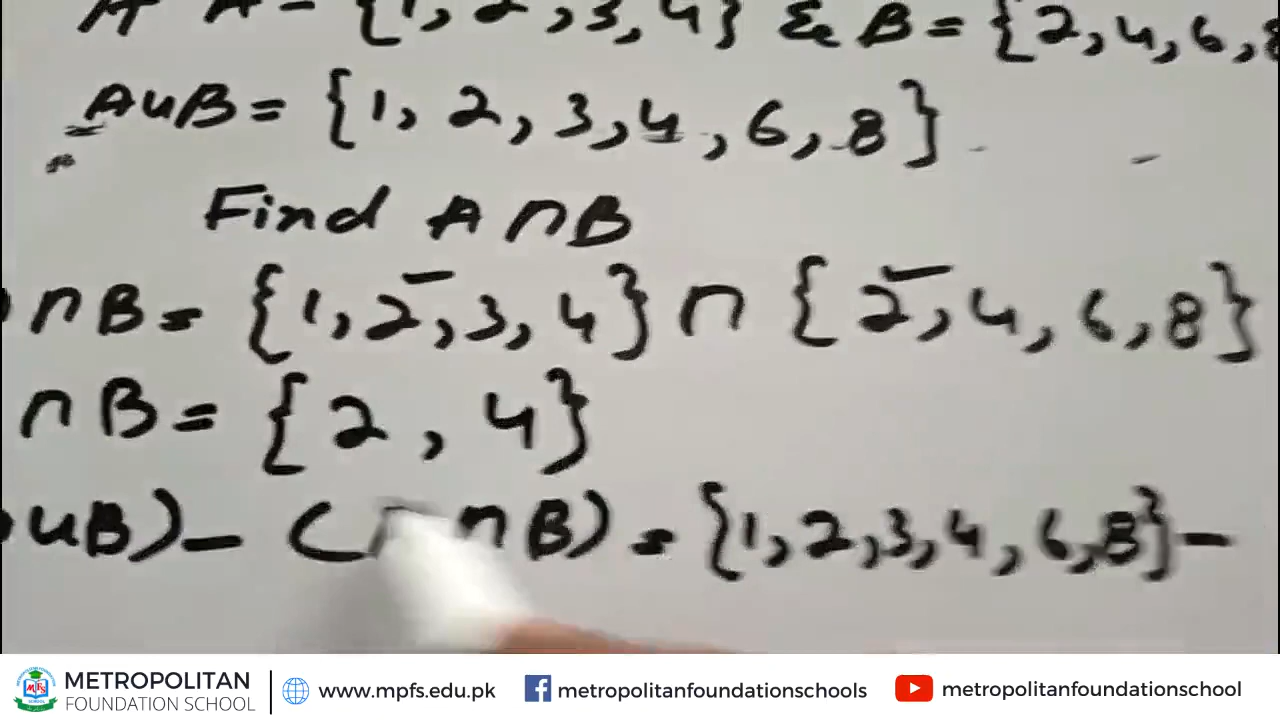 A = {1, 2, 3, 4} & B = {2, 4, 6, 8
A∪B = {1, 2, 3, 4, 6, 8}
Find A∩B
∩B = {1, 2, 3, 4} ∩ {2, 4, 6, 8}
∩B = {2, 4}
∪B) - ( ∩B) = {1, 2, 3, 4, 6, 8} -
METROPOLITAN
FOUNDATION SCHOOL
www.mpfs.edu.pk
metropolitanfoundationschools
metropolitanfoundationschool